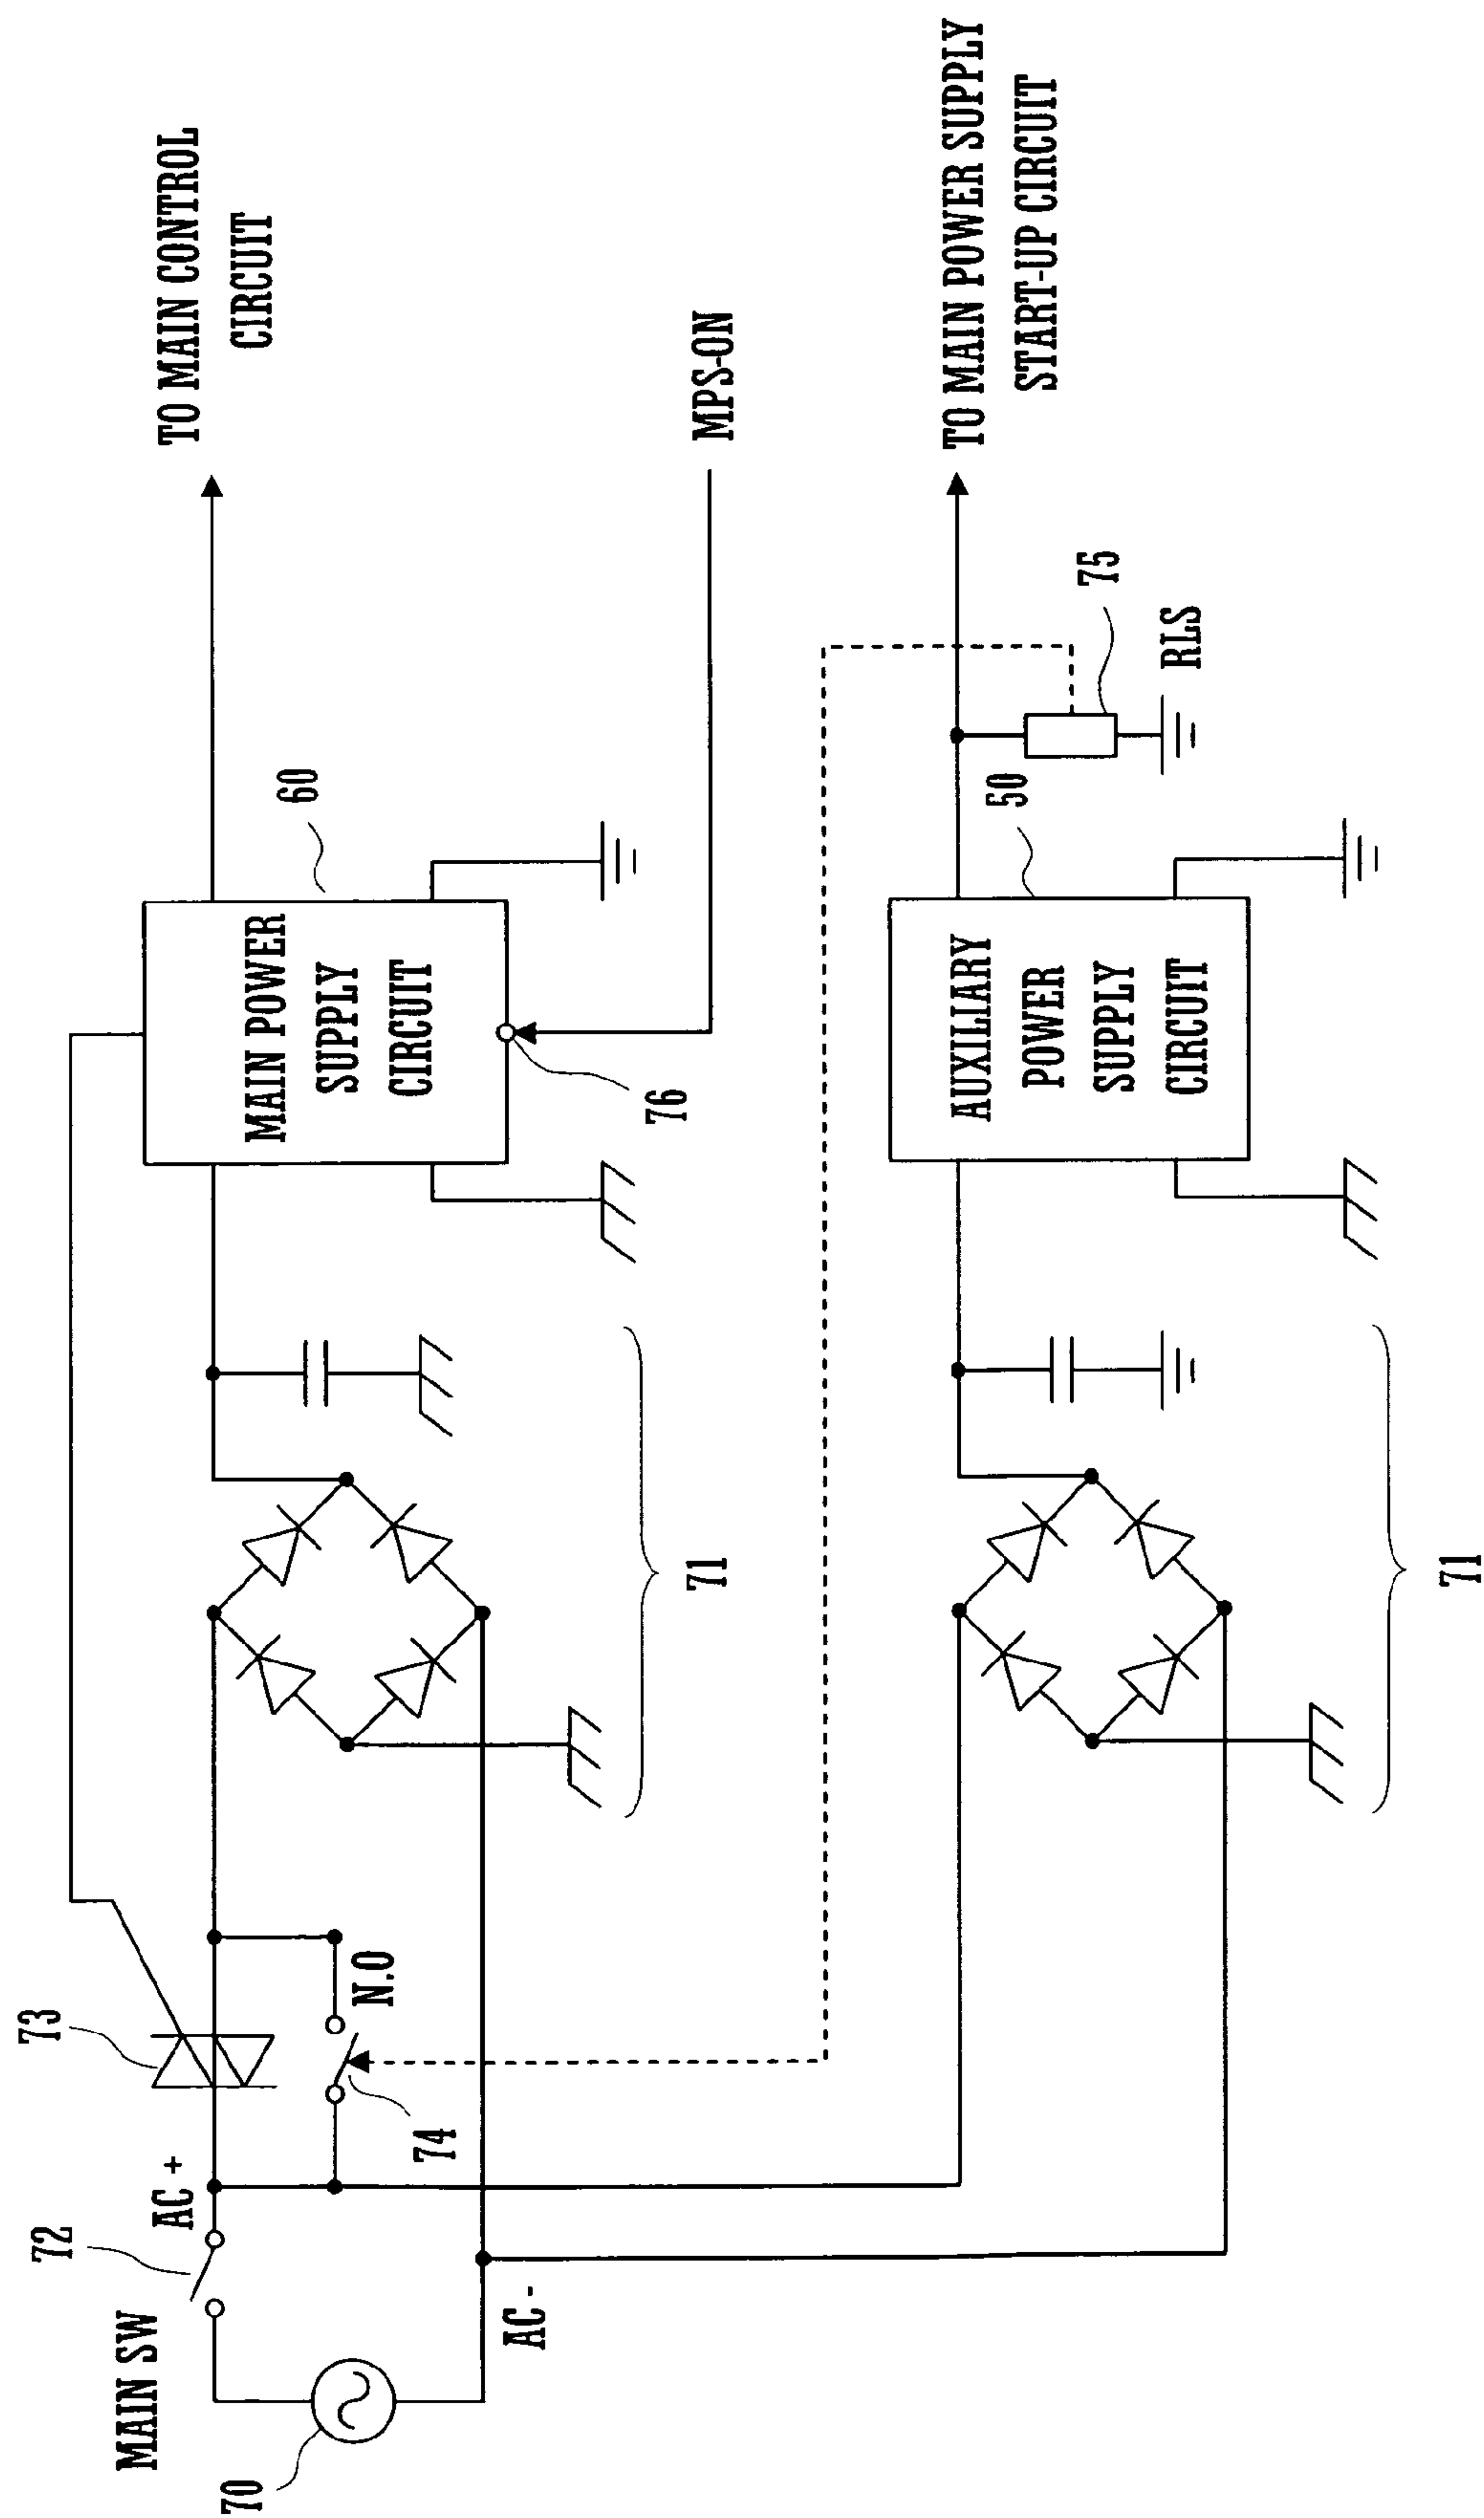 MAIN SW
70
72
AC +
73
AC -
74
N.O
71
MAIN POWER
SUPPLY
CIRCUIT
60
76
TO MAIN CONTROL
CIRCUIT
MPS-ON
71
AUXILIARY
POWER
SUPPLY
CIRCUIT
50
75
RLS
TO MAIN POWER SUPPLY
START-UP CIRCUIT